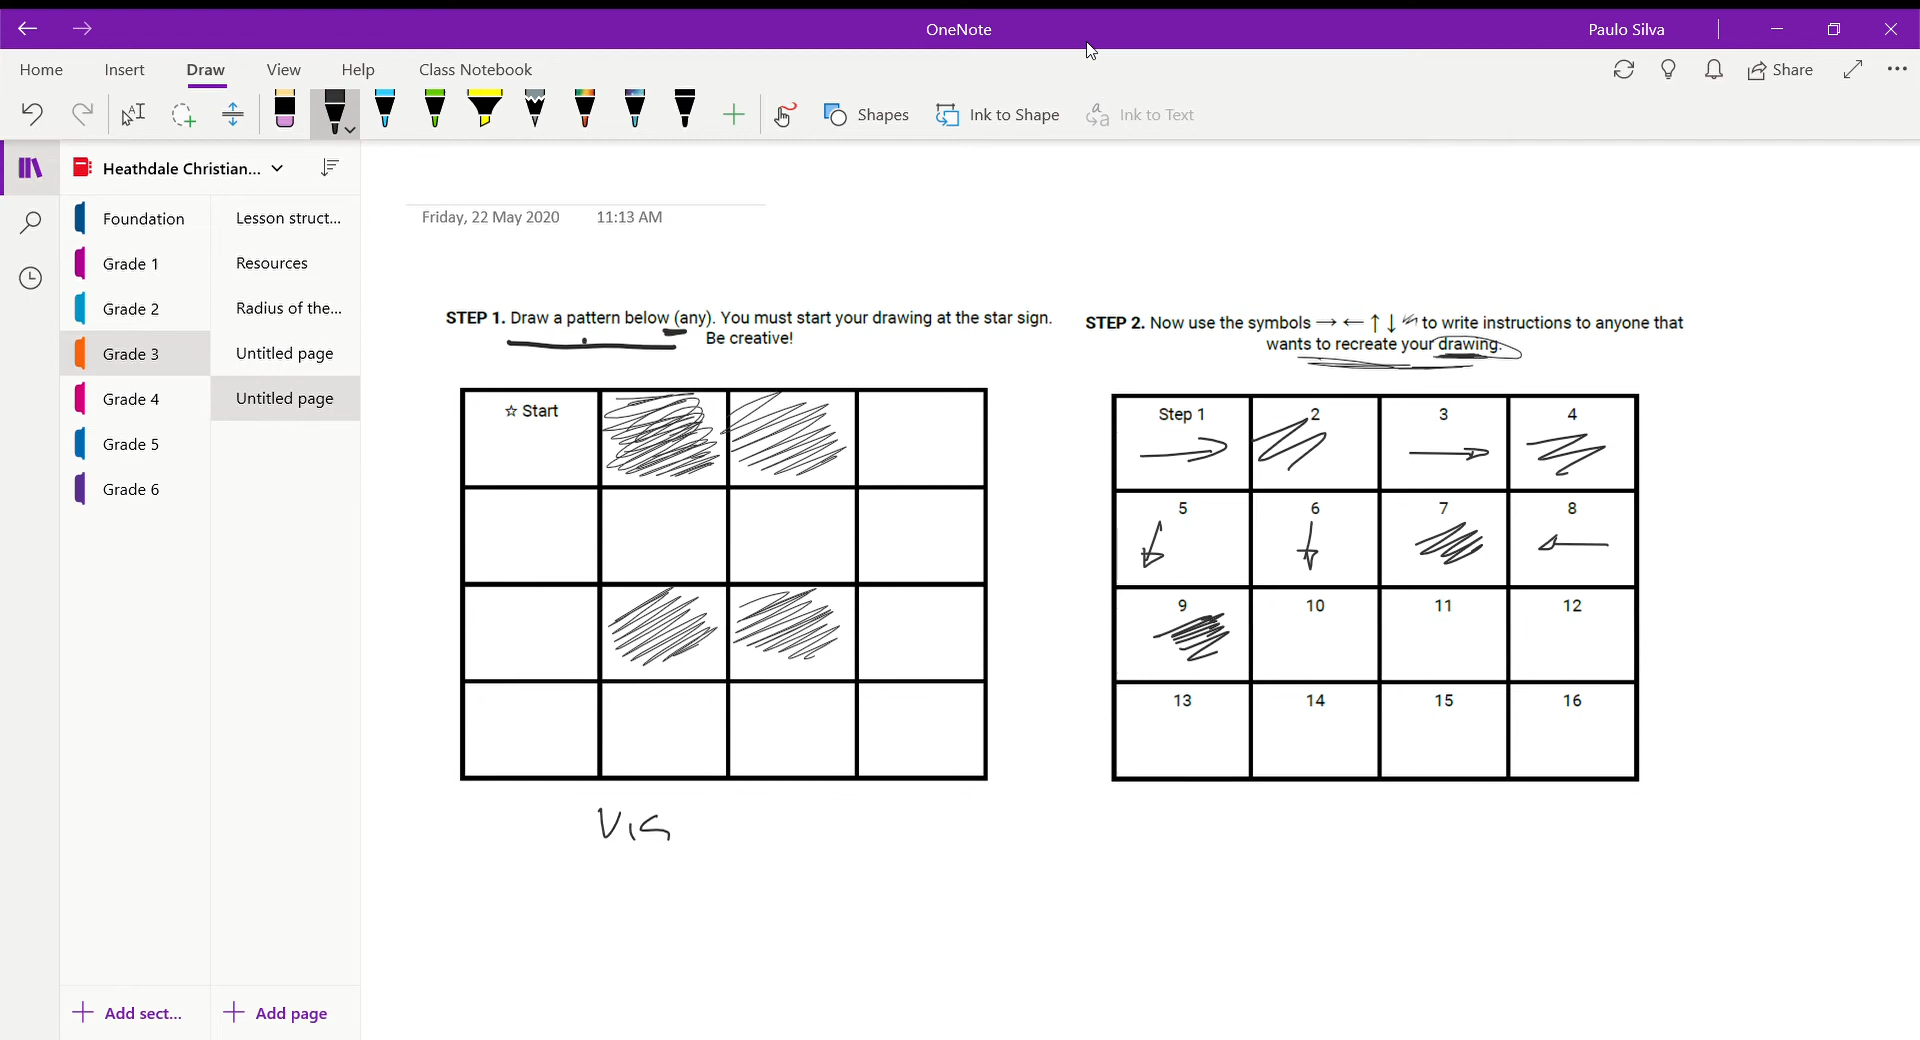 OneNote
Paulo Silva
Home Insert Draw View Help Class Notebook
Share
Shapes Ink to Shape Ink to Text
Heathdale Christian...
Foundation
Grade 1
Grade 2
Grade 3
Grade 4
Grade 5
Grade 6
Lesson struct...
Resources
Radius of the...
Untitled page
Untitled page
Add sect...
Add page
Friday, 22 May 2020 11:13 AM
STEP 1. Draw a pattern below (any). You must start your drawing at the star sign.
Be creative!
☆ Start
STEP 2. Now use the symbols → ← ↑ ↓ to write instructions to anyone that
wants to recreate your drawing.
Step 1 2 3 4
5 6 7 8
9 10 11 12
13 14 15 16